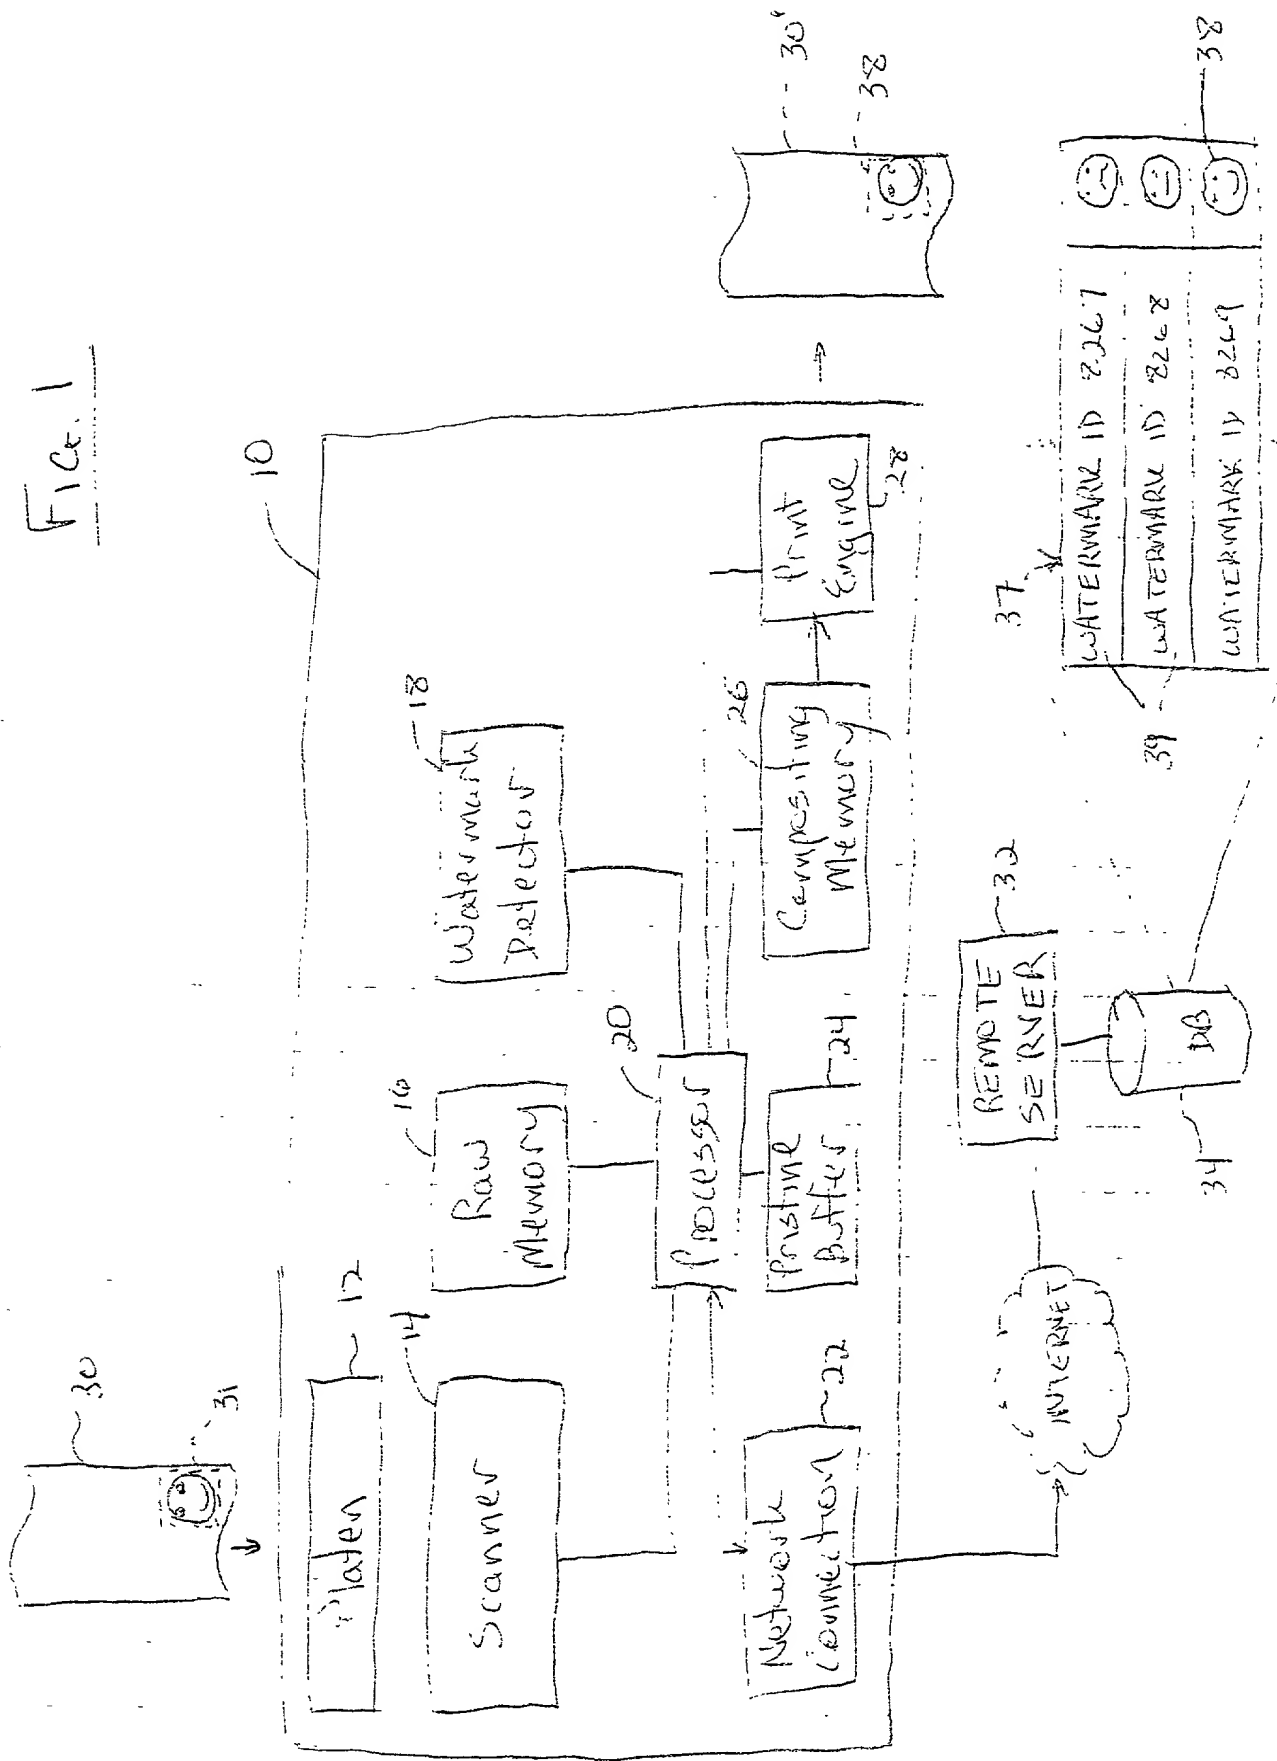 FIG. 1
10
30
31
Platen
12
Scanner
14
Raw
Memory
16
Watermark
Detector
18
Processor
20
Network
Connection
22
Pristine
Buffer
24
Compositing
Memory
26
Print
Engine
28
30'
38
INTERNET
REMOTE
SERVER
32
DB
34
37
WATERMARK ID 8267
WATERMARK ID 8268
WATERMARK ID 8269
39
38